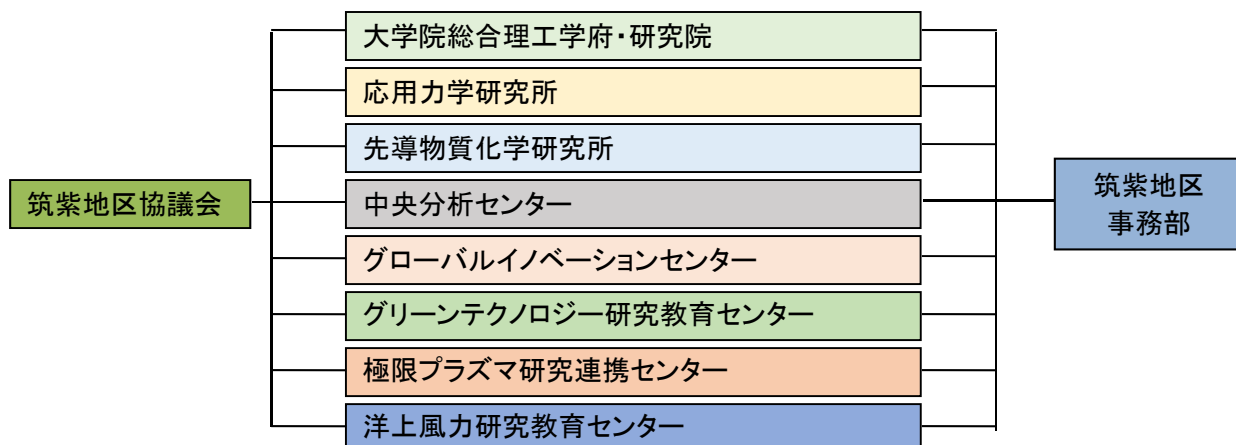 大学院総合理工学府・研究院
応用力学研究所
先導物質化学研究所
筑紫地区協議会
中央分析センター
筑紫地区
事務部
グローバルイノベーションセンター
グリーンテクノロジー研究教育センター
極限プラズマ研究連携センター
洋上風力研究教育センター